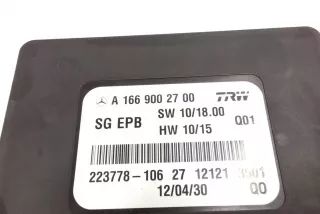 A 166 900 27 00 TRW
SG EPB SW 10/18.00 Q01
HW 10/15
223778-106 27 12121 3501
12/04/30 Q0